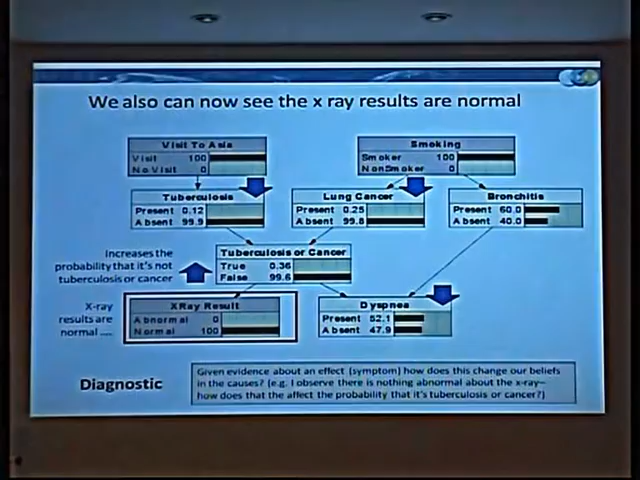 We also can now see the x ray results are normal
Visit To Asia
Visit 100
No Visit 0
Smoking
Smoker 100
NonSmoker 0
Tuberculosis
Present 0.12
Absent 99.9
Lung Cancer
Present 0.25
Absent 99.8
Bronchitis
Present 60.0
Absent 40.0
Increases the
probability that it's not
tuberculosis or cancer
Tuberculosis or Cancer
True 0.36
False 99.6
X-ray
results are
normal ....
XRay Result
Abnormal 0
Normal 100
Dyspnea
Present 52.1
Absent 47.9
Diagnostic
Given evidence about an effect (symptom) how does this change our beliefs
in the causes? (e.g. I observe there is nothing abnormal about the x-ray–
how does that the affect the probability that it's tuberculosis or cancer?)